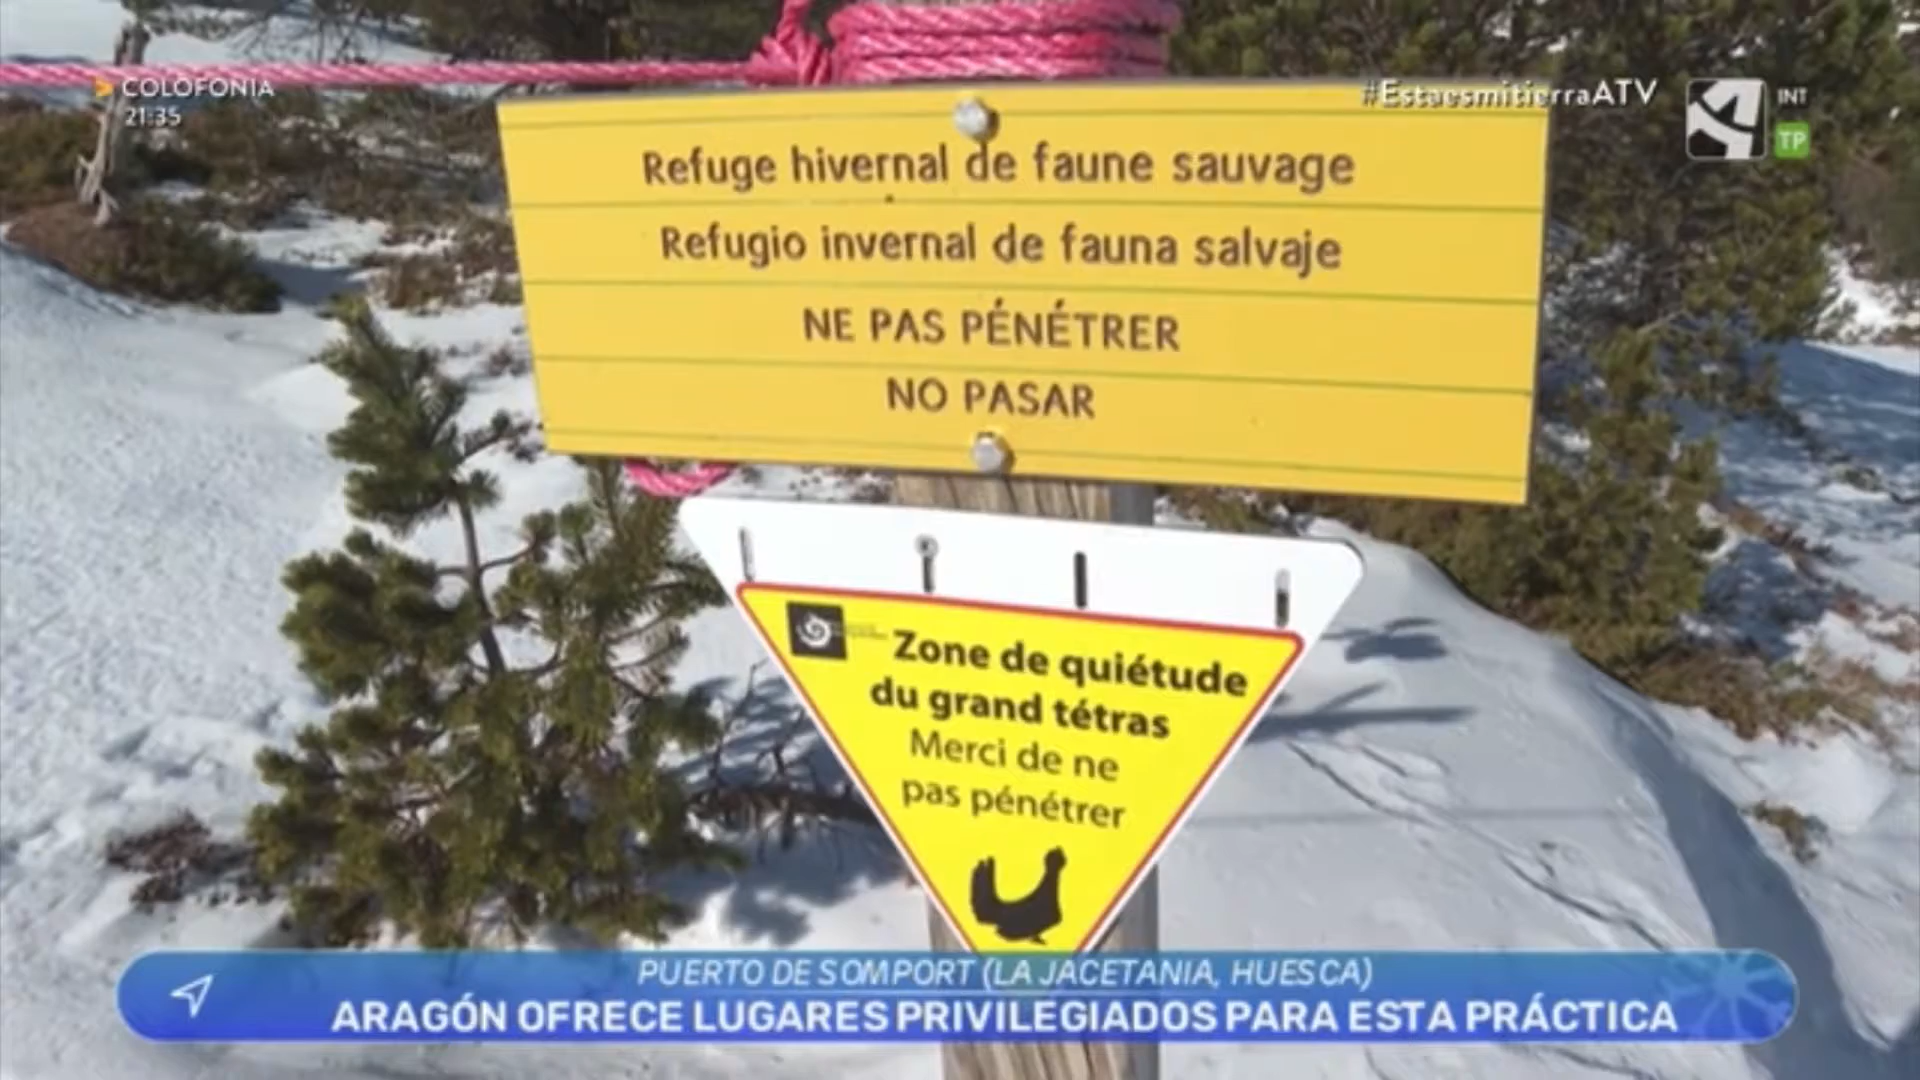 COLOFONIA
21:35
#EstaesmitierraATV
INT
TP
Refuge hivernal de faune sauvage
Refugio invernal de fauna salvaje
NE PAS PÉNÉTRER
NO PASAR
Zone de quiétude
du grand tétras
Merci de ne
pas pénétrer
PUERTO DE SOMPORT (LA JACETANIA, HUESCA)
ARAGÓN OFRECE LUGARES PRIVILEGIADOS PARA ESTA PRÁCTICA